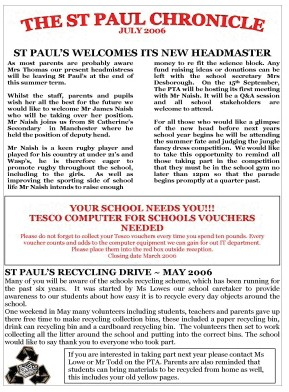 THE ST PAUL CHRONICLE
JULY 2006
ST PAUL'S WELCOMES ITS NEW HEADMASTER
As most parents are probably aware
Mrs Thomas our present headmistress
will be leaving St Paul's at the end of
this summer term.
Whilst the staff, parents and pupils
wish her all the best for the future we
would like to welcome Mr James Naish
who will be taking over her position.
Mr Naish joins us from St Catherine's
Secondary in Manchester where he
held the position of deputy head.
Mr Naish is a keen rugby player and
played for his country at under 22's and
Wasp's, he is therefore eager to
promote rugby throughout the school,
including to the girls. As well as
improving the sporting side of school
life Mr Naish intends to raise enough
money to re fit the science block. Any
fund raising ideas or donations can be
left with the school secretary Mrs
Desborough. On the 15th September,
The PTA will be hosting its first meeting
with Mr Naish. It will be a Q&A session
and all school stakeholders are
welcome to attend.
For all those who would like a glimpse
of the new head before next years
school year begins he will be attending
the summer fate and judging the lonely
fancy dress competition. We would like
to take this opportunity to remind all
those taking part in the competition
that they must be in the school gym no
later than 12pm so that the parade
begins promptly at a quarter past.
YOUR SCHOOL NEEDS YOU!!!
TESCO COMPUTER FOR SCHOOLS VOUCHERS
NEEDED
Please do not forget to collect your Tesco vouchers every time you spend ten pounds. Every
voucher counts and adds to the computer equipment we can gain for our IT department.
Please place them into the red box outside reception.
Closing date March 2006
ST PAUL'S RECYCLING DRIVE ~ MAY 2006
Many of you will be aware of the schools recycling scheme, which has been running for
the past six years. It was started by Ms Lowes our school caretaker to provide
awareness to our students about how easy it is to recycle every day objects around the
school.
One weekend in May many volunteers including students, teachers and parents gave up
there free time to make recycling collection bins, these included a paper recycling bin,
drink can recycling bin and a cardboard recycling bin. The volunteers then set to work
collecting all the litter around the school and putting into the correct bins. The school
would like to say thank you to everyone who took part.
If you are interested in taking part next year please contact Ms
Lowe or Mr Todd on the PTA. Parents are also reminded that
students can bring materials to be recycled from home as well,
this includes your old yellow pages.